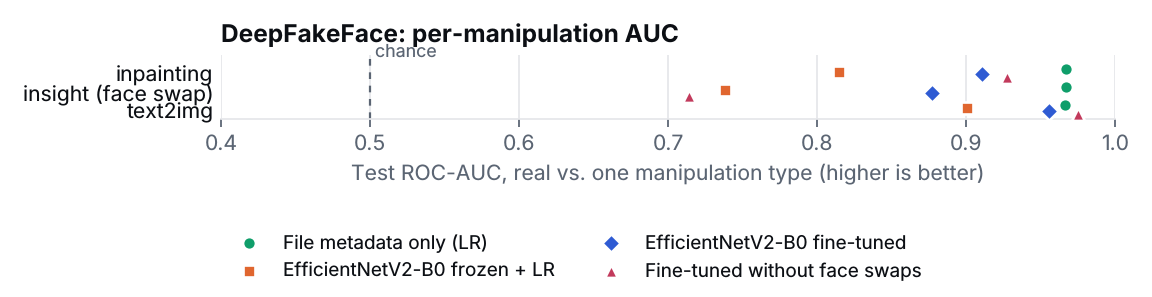 DeepFakeFace: per-manipulation AUC
chance
inpainting
insight (face swap)
text2img
0.4 0.5 0.6 0.7 0.8 0.9 1.0
Test ROC-AUC, real vs. one manipulation type (higher is better)
File metadata only (LR) EfficientNetV2-B0 fine-tuned
EfficientNetV2-B0 frozen + LR Fine-tuned without face swaps